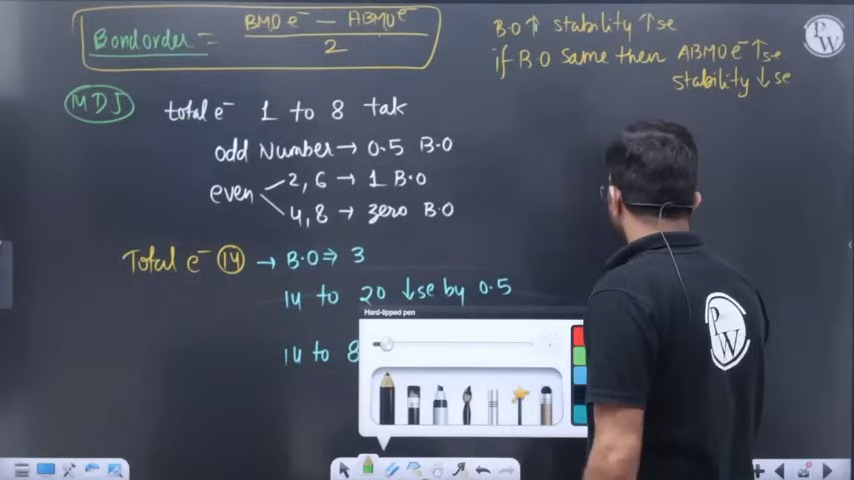 Bondorder = BMO e⁻ - ABMO e⁻ / 2
B.O ↑ stability ↑se
if B.O same then ABMO e⁻ ↑se
stability ↓se
PW
MDJ
total e⁻ 1 to 8 tak
odd Number → 0.5 B.O
even 2, 6 → 1 B.O
4, 8 → zero B.O
Total e⁻ 14 → B.O ⇒ 3
14 to 20 ↓se by 0.5
Hard-tipped pen
14 to 8
PW